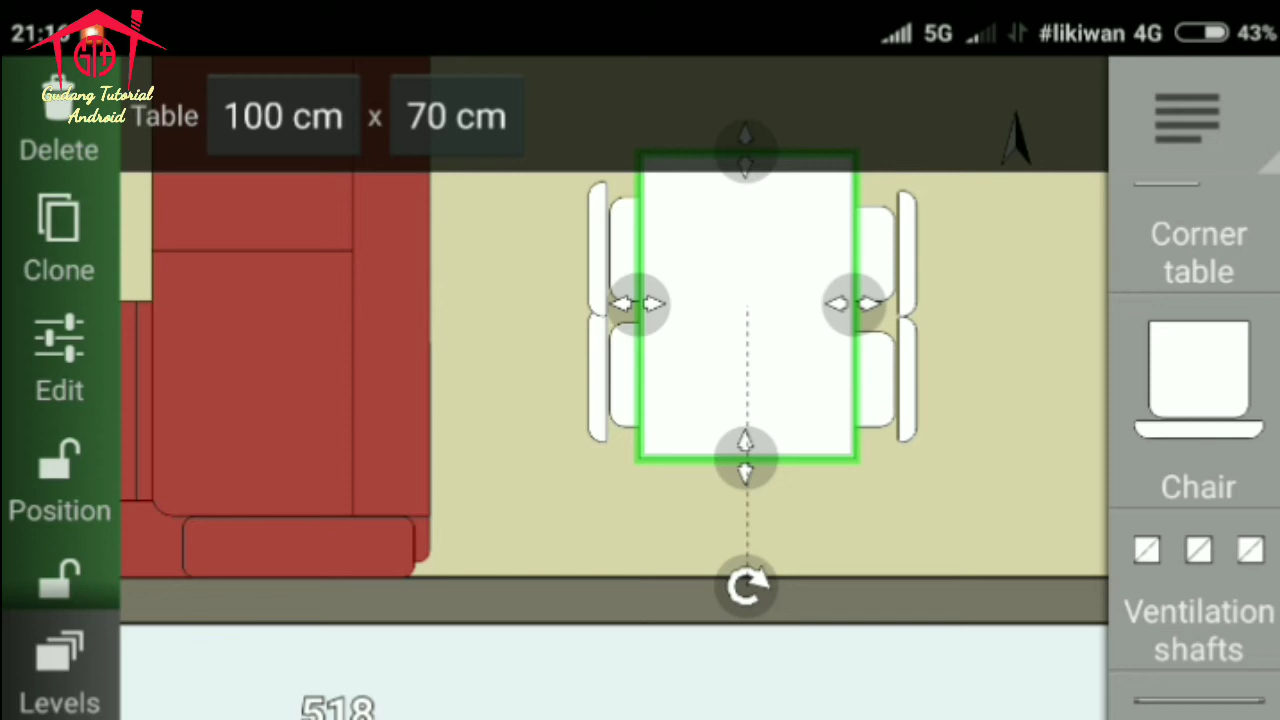 21:16
5G
#likiwan 4G
43%
GTA
Gudang Tutorial
Android
Table
100 cm
x
70 cm
Delete
Clone
Edit
Position
Levels
Corner
table
Chair
Ventilation
shafts
518